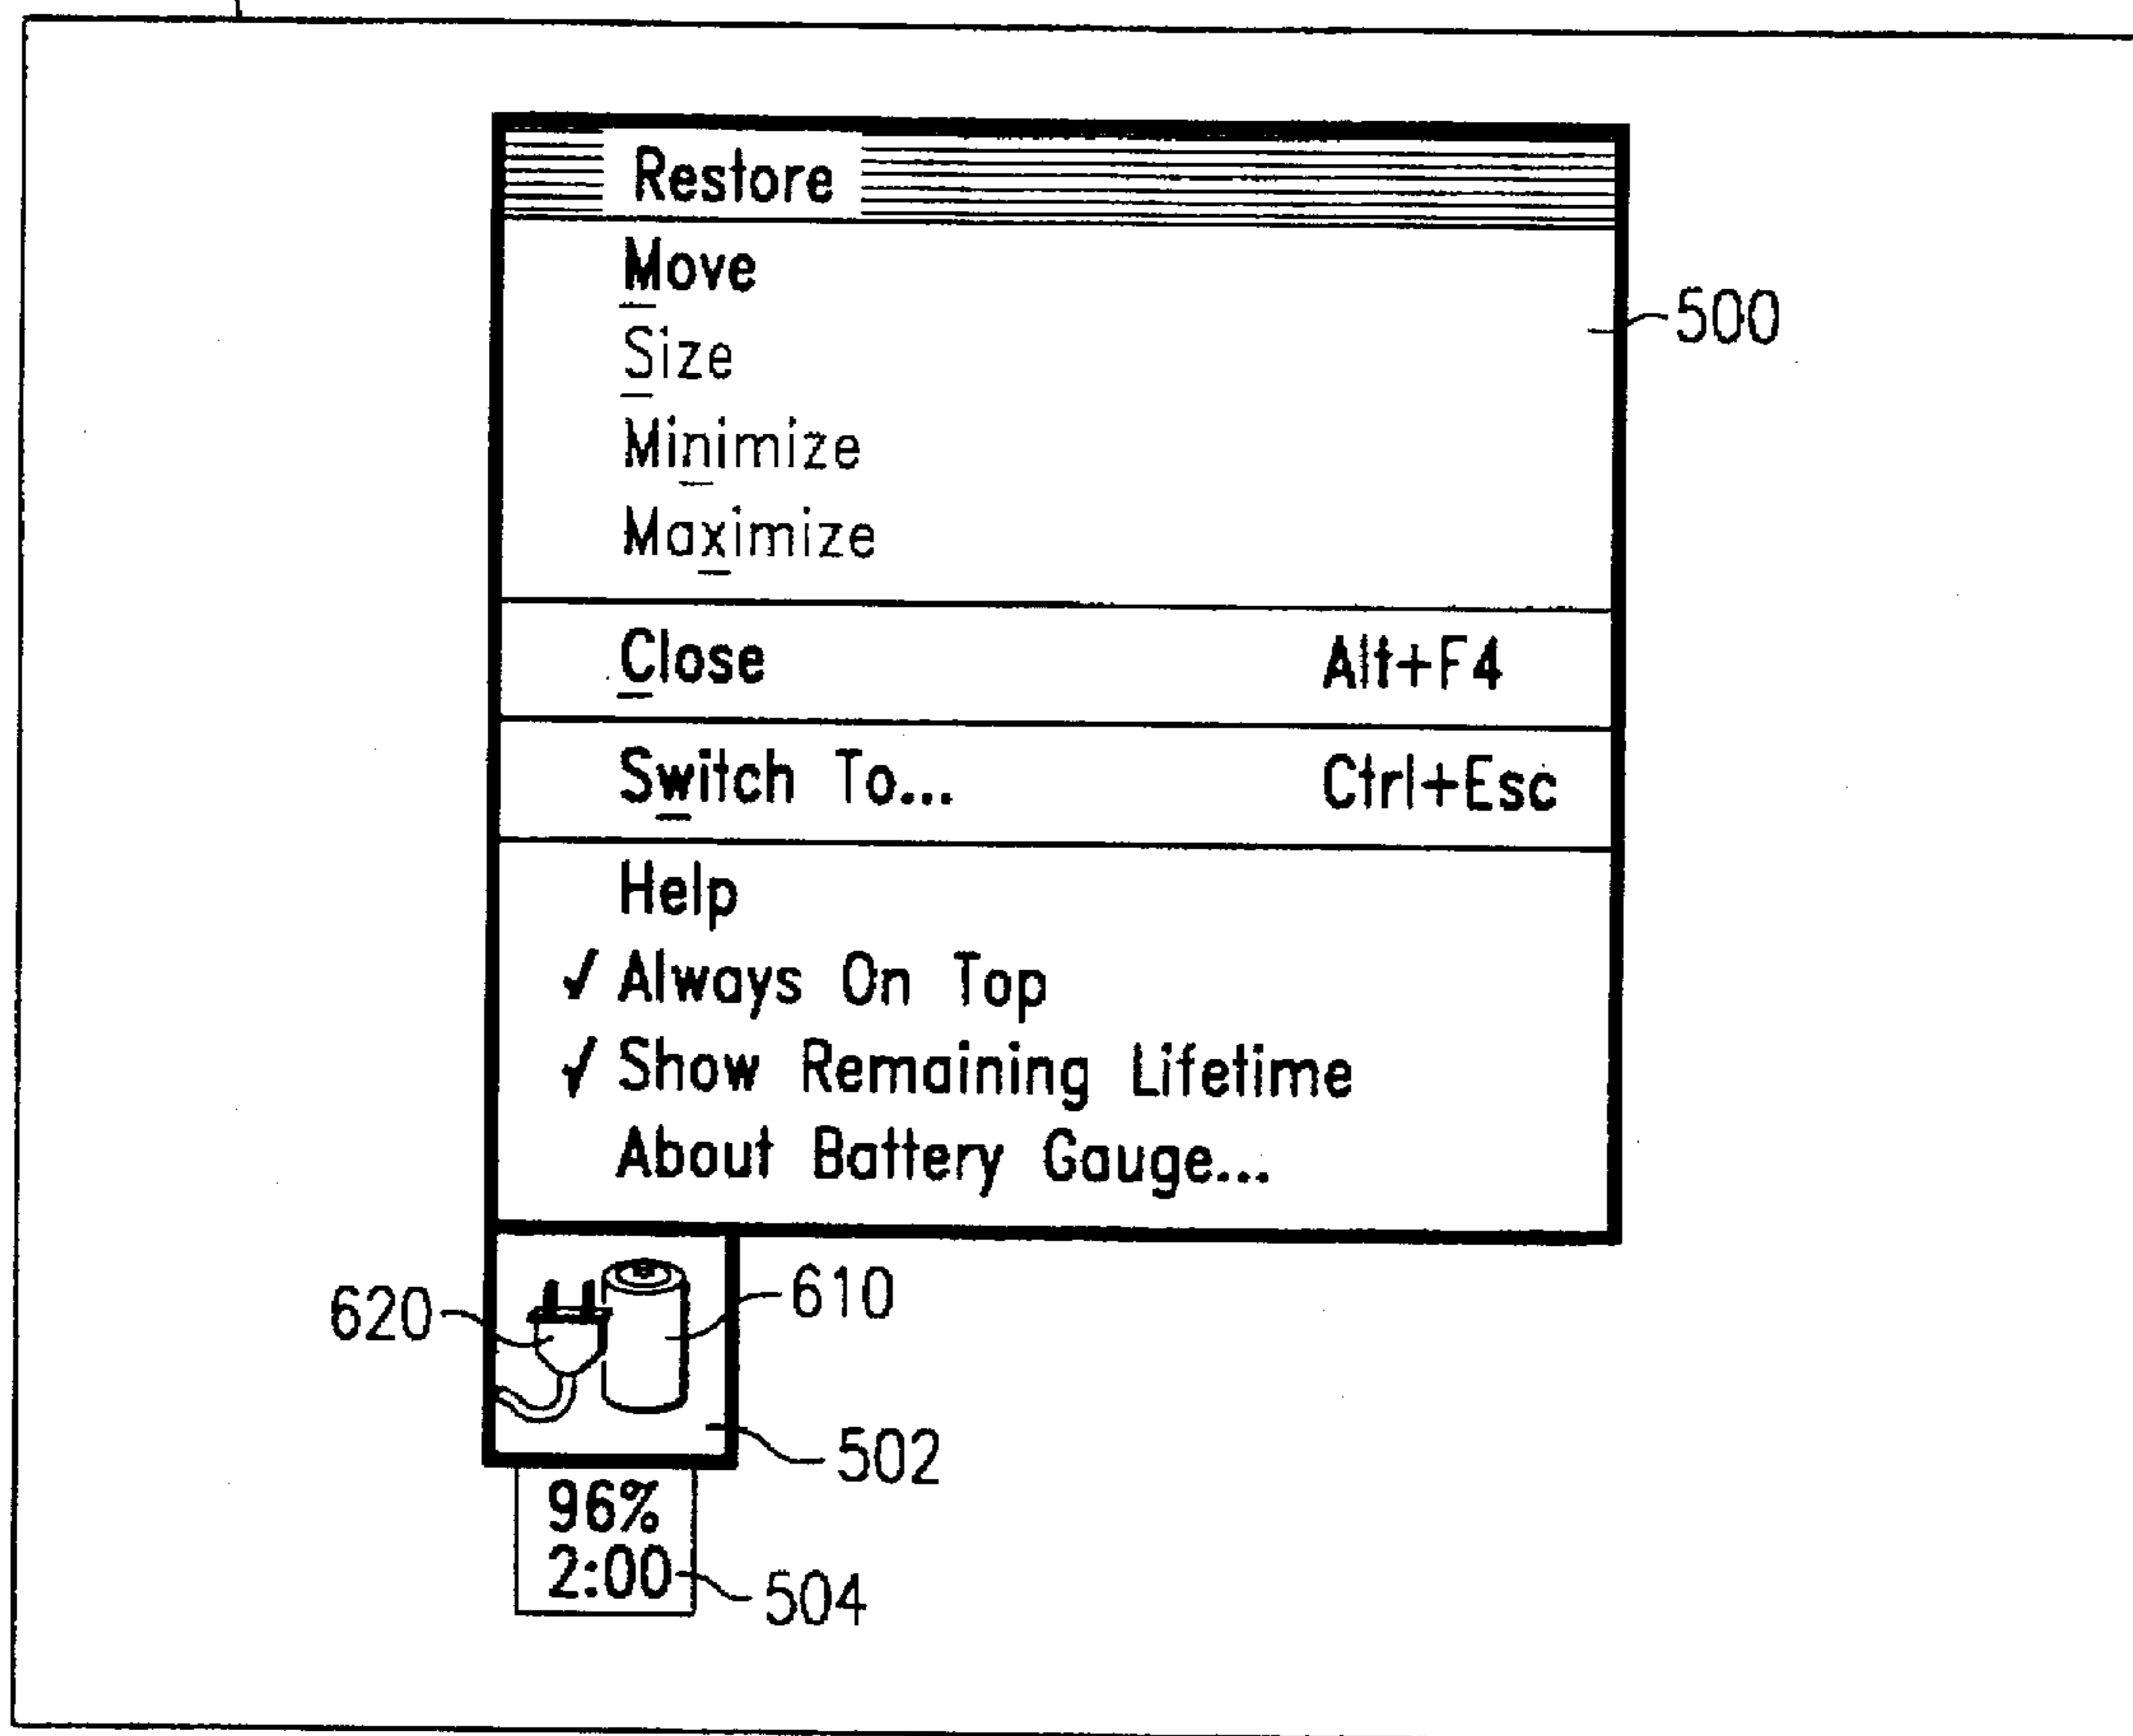 Restore
Move
500
Size
Minimize
Maximize
Close Alt+F4
Switch To... Ctrl+Esc
Help
✓ Always On Top
✓ Show Remaining Lifetime
About Battery Gauge...
620 610
502
96%
2:00
504